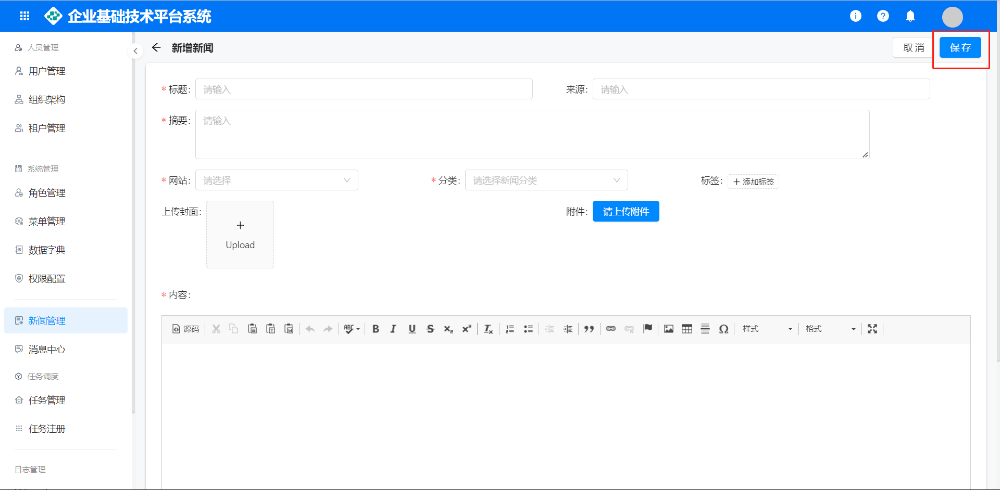 企业基础技术平台系统
人员管理
用户管理
组织架构
租户管理
系统管理
角色管理
菜单管理
数据字典
权限配置
新闻管理
消息中心
任务调度
任务管理
任务注册
日志管理
新增新闻
取 消
保 存
* 标题: 请输入
来源: 请输入
* 摘要: 请输入
* 网站: 请选择
* 分类: 请选择新闻分类
标签: + 添加标签
上传封面: + Upload
附件: 请上传附件
* 内容:
源码 样式 格式